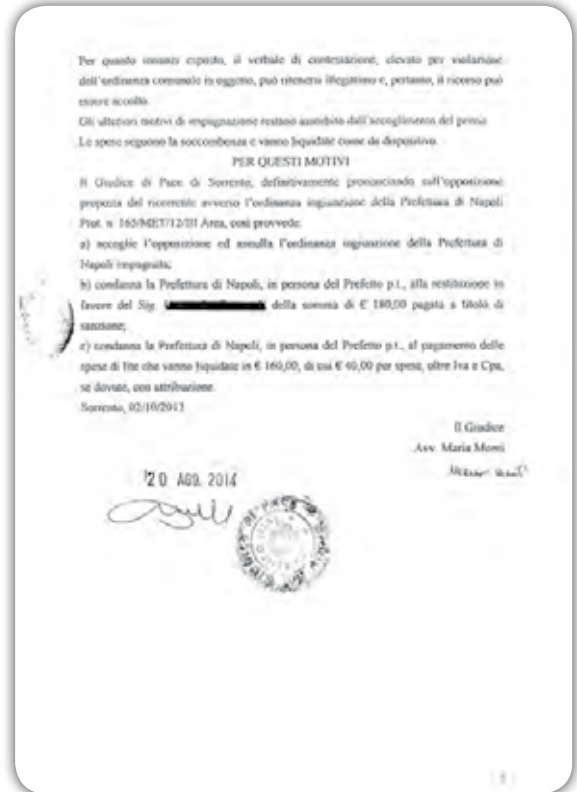 Per quanto innanzi esposto, il verbale di contestazione, elevato per violazione
dell'ordinanza comunale in oggetto, può ritenersi illegittimo e, pertanto, il ricorso può
essere accolto.
Gli ulteriori motivi di impugnazione restano assorbito dall'accoglimento del primo
Le spese seguono la soccombenza e vanno liquidate come da dispositivo.
PER QUESTI MOTIVI
Il Giudice di Pace di Sorrento, definitivamente pronunciando sull'opposizione
proposta del ricorrente avverso l'ordinanza ingiunzione della Prefettura di Napoli
Prot. n. 165/MET/12/III Area, così provvede:
a) accoglie l'opposizione ed annulla l'ordinanza ingiunzione della Prefettura di
Napoli impugnata;
b) condanna la Prefettura di Napoli, in persona del Prefetto p.t., alla restituzione in
favore del Sig. della somma di € 180,00 pagata a titolo di
sanzione;
c) condanna la Prefettura di Napoli, in persona del Prefetto p.t., al pagamento delle
spese di lite che vanno liquidate in € 160,00, di cui € 40,00 per spese, oltre Iva e Cpa,
se dovute, con attribuzione.
Sorrento, 02/10/2013
Il Giudice
Avv. Maria
20 AGO. 2014